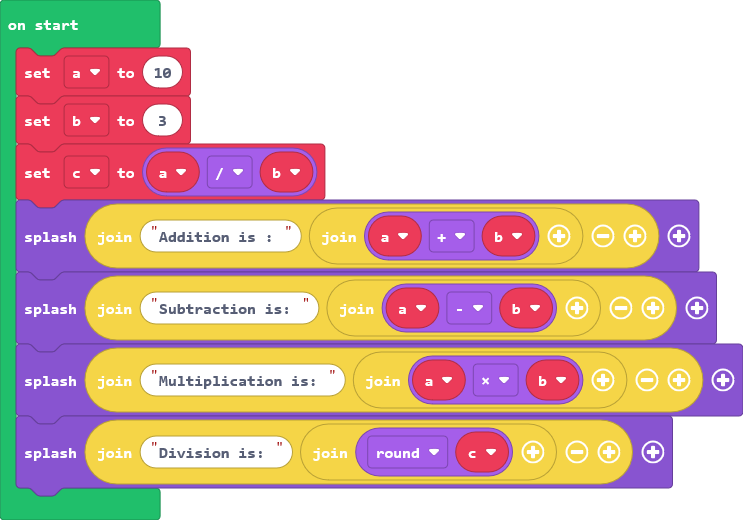 on start
set a to 10
set b to 3
set c to a / b
splash join "Addition is : " join a + b
splash join "Subtraction is: " join a - b
splash join "Multiplication is: " join a × b
splash join "Division is: " join round c